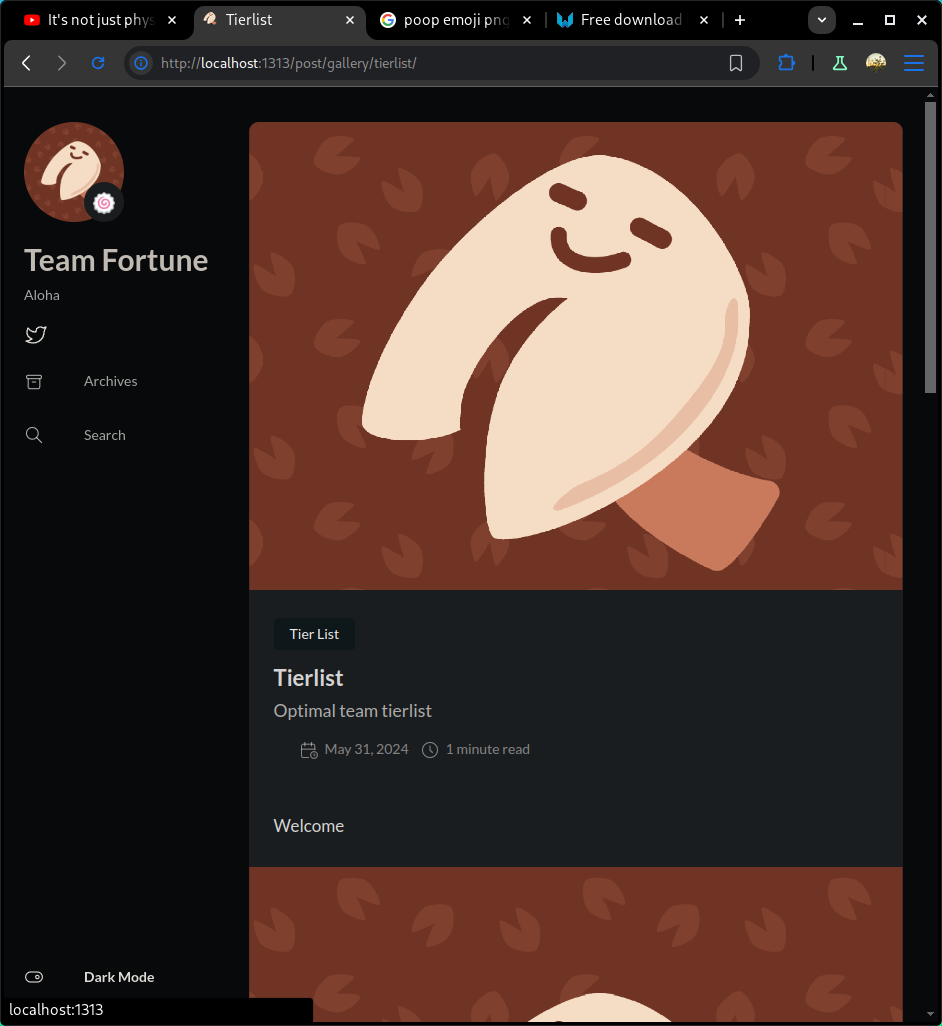 It's not just phys
Tierlist
poop emoji png
Free download
http://localhost:1313/post/gallery/tierlist/
Team Fortune
Aloha
Archives
Search
Tier List
Tierlist
Optimal team tierlist
May 31, 2024
1 minute read
Welcome
Dark Mode
localhost:1313